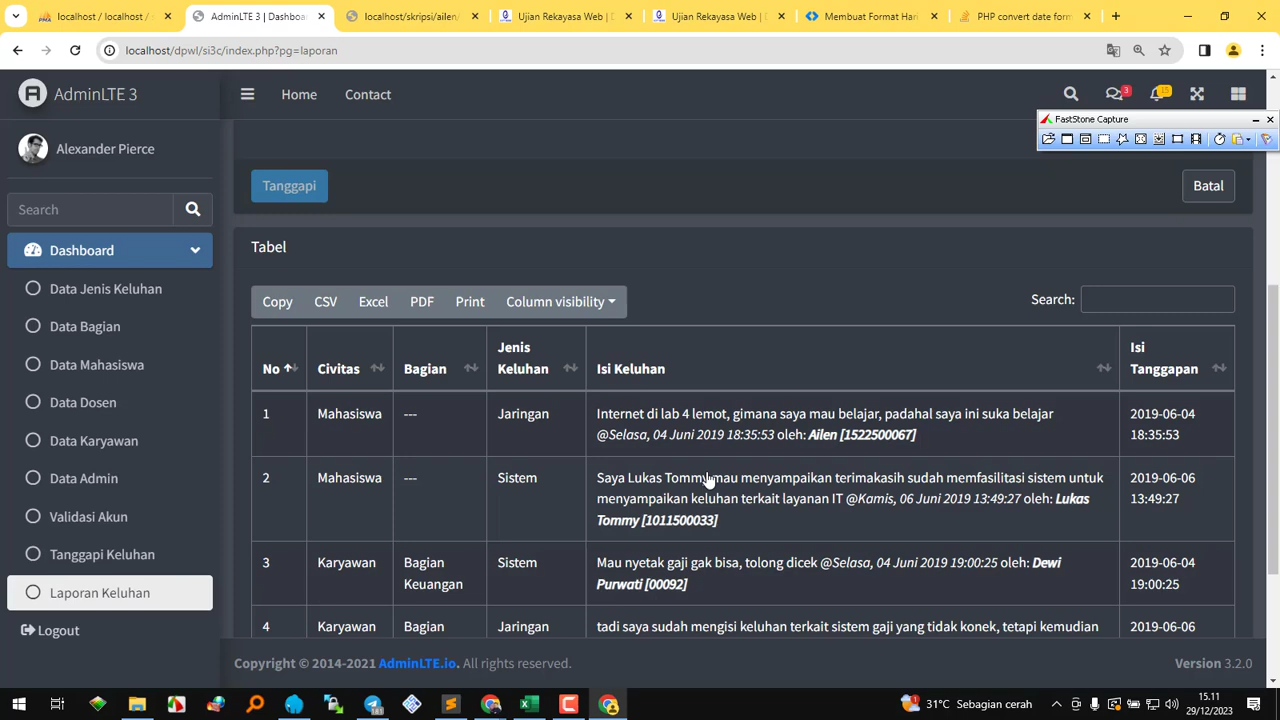 localhost / localhost /
AdminLTE 3 | Dashboa
localhost/skripsi/ailen/
Ujian Rekayasa Web | D
Ujian Rekayasa Web | D
Membuat Format Hari
PHP convert date form
localhost/dpwl/si3c/index.php?pg=laporan
AdminLTE 3
Home
Contact
3
15
FastStone Capture
Alexander Pierce
Search
Dashboard
Data Jenis Keluhan
Data Bagian
Data Mahasiswa
Data Dosen
Data Karyawan
Data Admin
Validasi Akun
Tanggapi Keluhan
Laporan Keluhan
Logout
Tanggapi
Batal
Tabel
Copy CSV Excel PDF Print Column visibility
Search:
No Civitas Bagian Jenis Keluhan Isi Keluhan Isi Tanggapan
1 Mahasiswa --- Jaringan Internet di lab 4 lemot, gimana saya mau belajar, padahal saya ini suka belajar 2019-06-04
@Selasa, 04 Juni 2019 18:35:53 oleh: Ailen [1522500067] 18:35:53
2 Mahasiswa --- Sistem Saya Lukas Tommy mau menyampaikan terimakasih sudah memfasilitasi sistem untuk 2019-06-06
menyampaikan keluhan terkait layanan IT @Kamis, 06 Juni 2019 13:49:27 oleh: Lukas 13:49:27
Tommy [1011500033]
3 Karyawan Bagian Sistem Mau nyetak gaji gak bisa, tolong dicek @Selasa, 04 Juni 2019 19:00:25 oleh: Dewi 2019-06-04
Keuangan Purwati [00092] 19:00:25
4 Karyawan Bagian Jaringan tadi saya sudah mengisi keluhan terkait sistem gaji yang tidak konek, tetapi kemudian 2019-06-06
Copyright © 2014-2021 AdminLTE.io. All rights reserved.
Version 3.2.0
31°C Sebagian cerah
15.11
29/12/2023